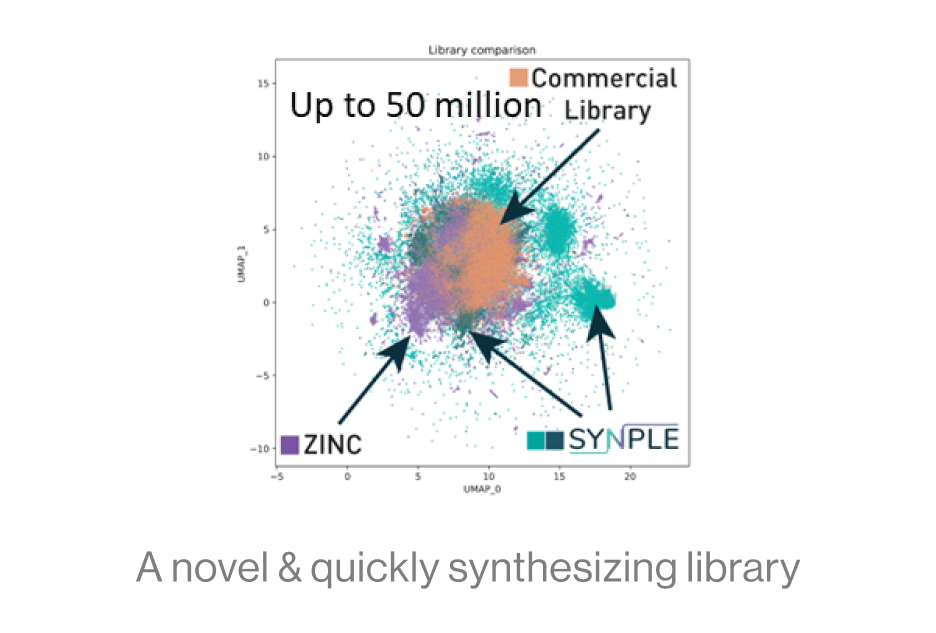 Library comparison
Commercial
Library
Up to 50 million
15
10
5
0
−5
−10
UMAP_1
ZINC
SYNPLE
−5
0
5
10
15
20
UMAP_0
A novel & quickly synthesizing library